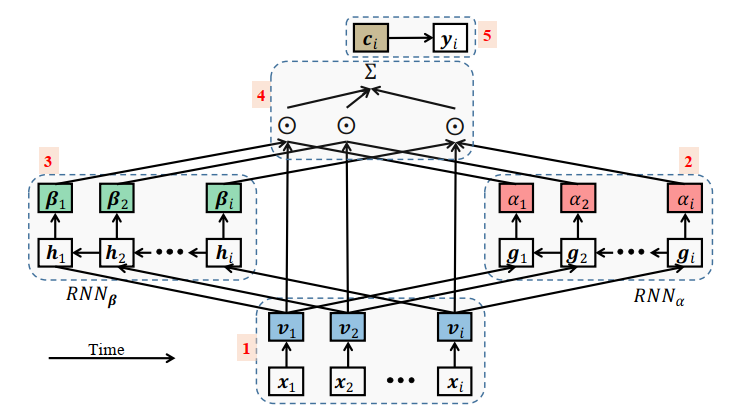 c_i y_i 5
4 Σ
⊙ ⊙ ⊙
3 2
β_1 β_2 β_i α_1 α_2 α_i
h_1 h_2 ••• h_i g_1 g_2 ••• g_i
RNN_β RNN_α
1 v_1 v_2 v_i
Time
x_1 x_2 ••• x_i